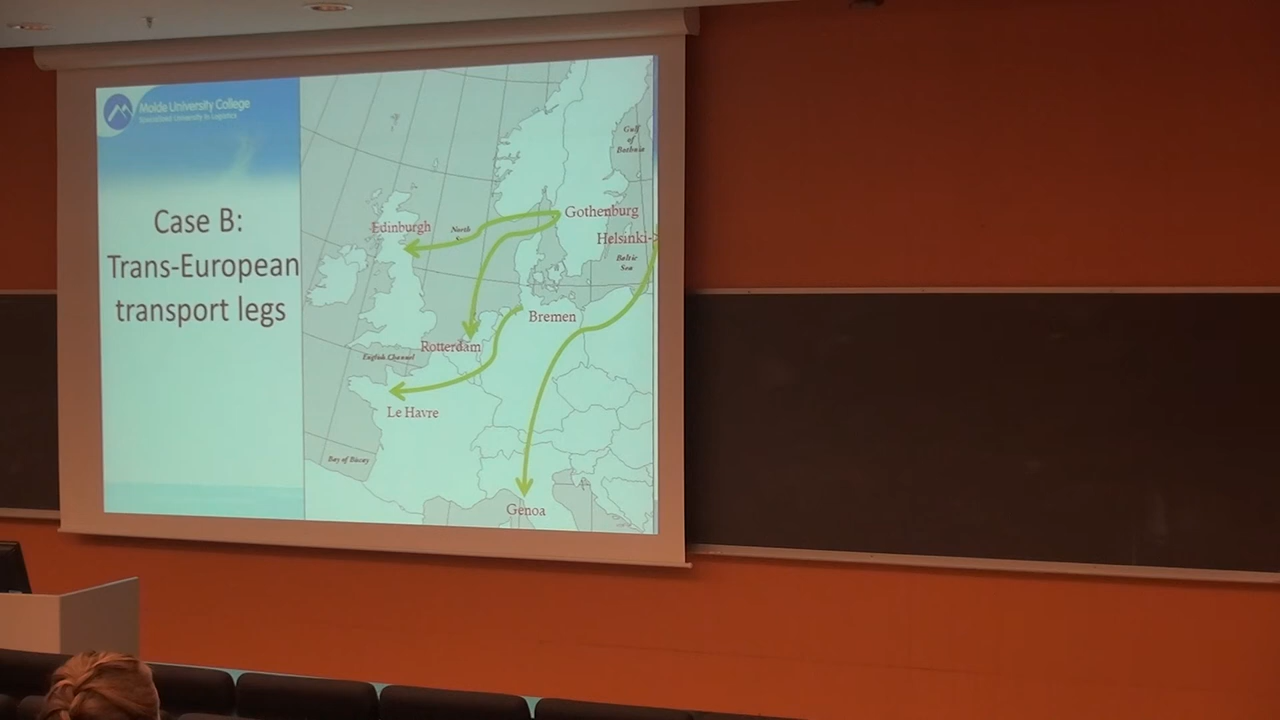 Molde University College
Specialized University in Logistics
Case B:
Trans-European
transport legs
Gulf
of
Bothnia
Gothenburg
Edinburgh
North
Helsinki-
Baltic
Sea
Bremen
Rotterdam
English Channel
Le Havre
Bay of Biscay
Genoa